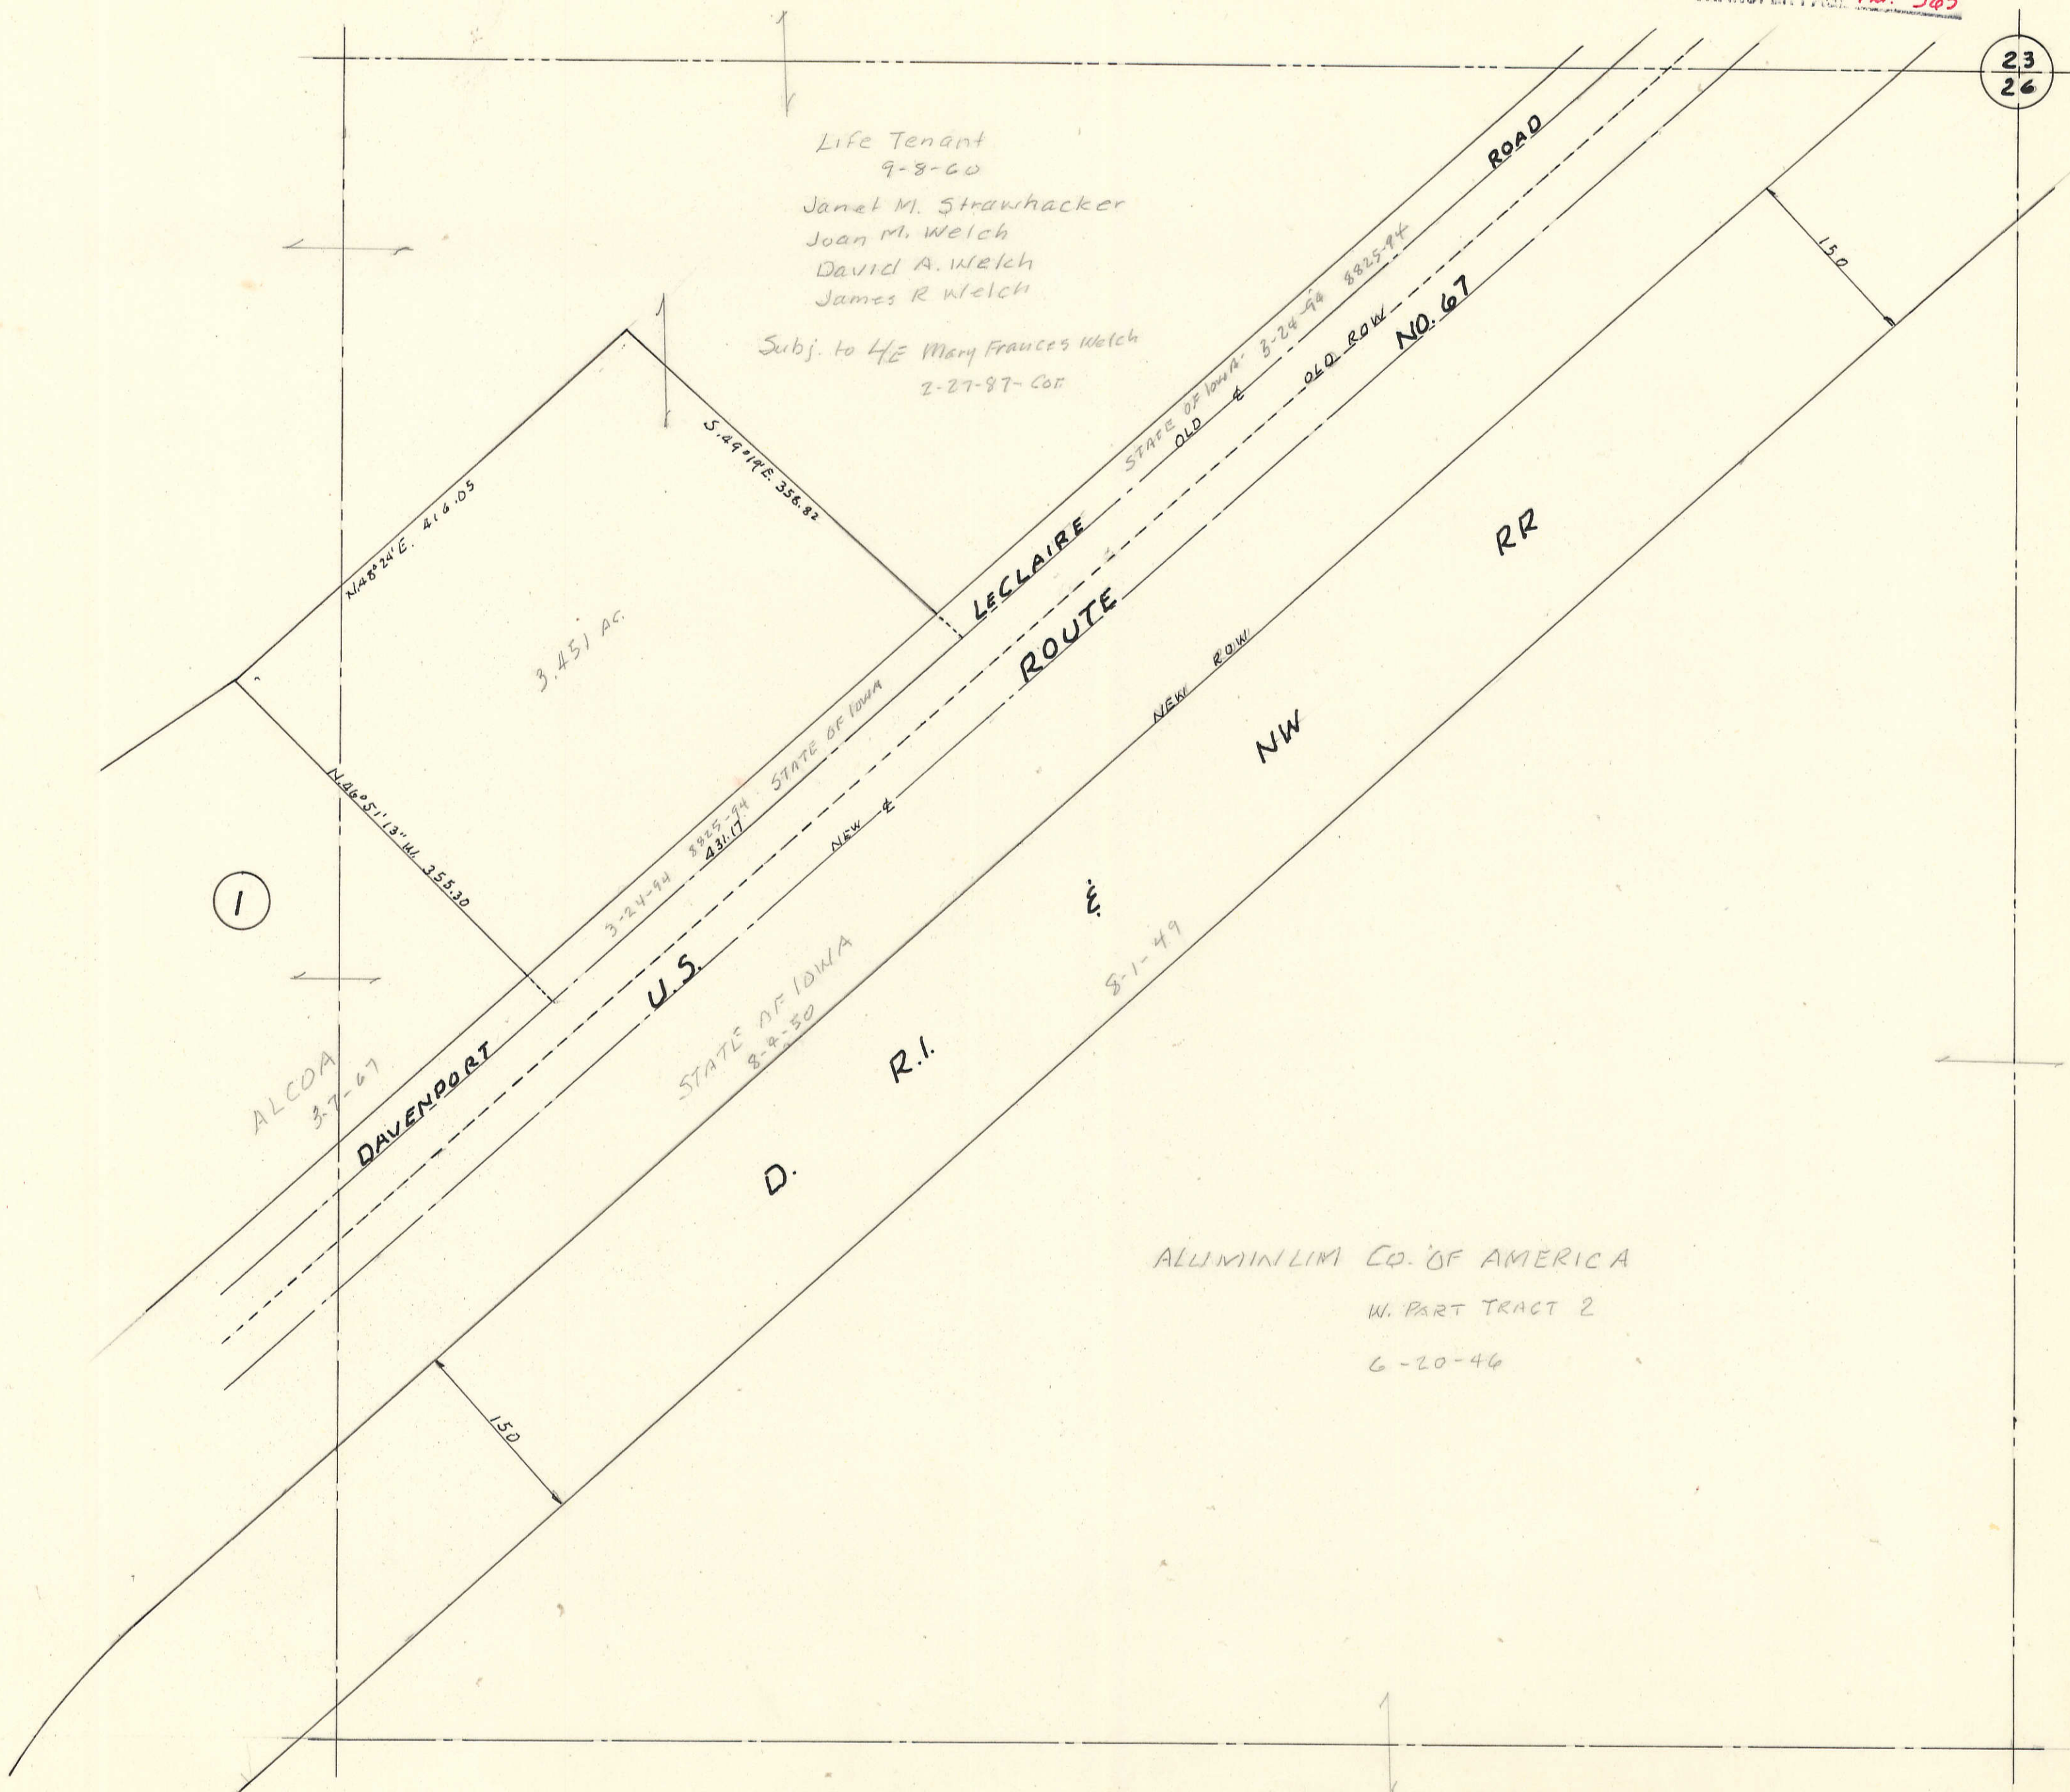 No. 565
23
26
Life Tenant
9-8-60
Janet M. Strawhacker
Joan M. Welch
David A. Welch
James R Welch
Subj. to L/E Mary Frances Welch
2-27-87- Cor.
ROAD
150
STATE OF IOWA 3-24-94 8825-94
OLD ℄
OLD ROW
NO. 67
S.49°19'E. 356.82
N.48°24'E. 416.05
3.451 AC.
LECLAIRE
ROUTE
RR
NEW ROW
NW
N.46°51'13"W. 355.30
3-24-94 8825-94 STATE OF IOWA
431.17
NEW ℄
1
U.S.
&
8-1-49
STATE OF IOWA
8-4-50
R.I.
ALCOA
3-7-67
DAVENPORT
D.
ALUMINUM CO. OF AMERICA
W. PART TRACT 2
6-20-46
150